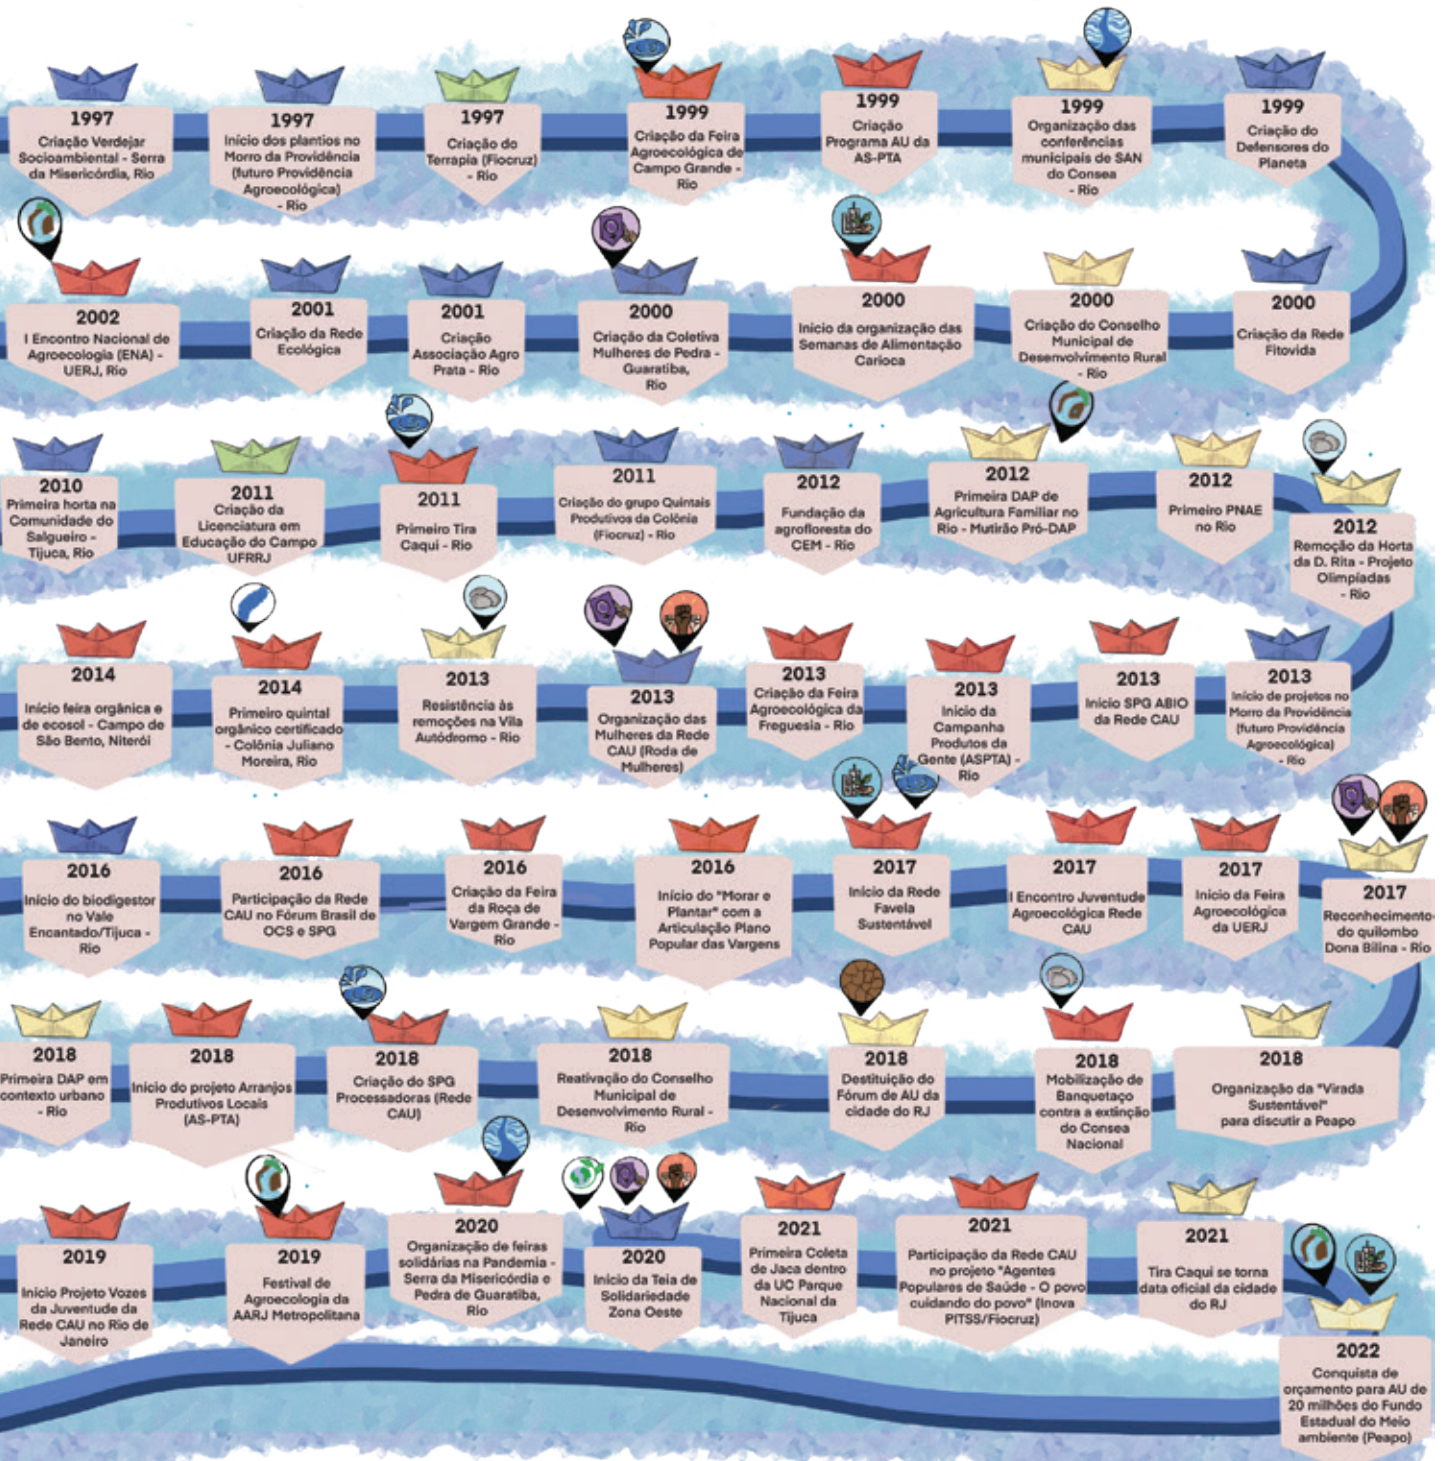 1997
Criação Verdejar
Socioambiental - Serra
da Misericórdia, Rio
1997
Início dos plantios no
Morro da Providência
(futuro Providência
Agroecológica)
- Rio
1997
Criação do
Terrapia (Fiocruz)
- Rio
1999
Criação da Feira
Agroecológica de
Campo Grande -
Rio
1999
Criação
Programa AU da
AS-PTA
1999
Organização das
conferências
municipais de SAN
do Consea
- Rio
1999
Criação do
Defensores do
Planeta
2002
I Encontro Nacional de
Agroecologia (ENA) -
UERJ, Rio
2001
Criação da Rede
Ecológica
2001
Criação
Associação Agro
Prata - Rio
2000
Criação da Coletiva
Mulheres de Pedra -
Guaratiba,
Rio
2000
Início da organização das
Semanas de Alimentação
Carioca
2000
Criação do Conselho
Municipal de
Desenvolvimento Rural
- Rio
2000
Criação da Rede
Fitovida
2010
Primeira horta na
Comunidade do
Salgueiro -
Tijuca, Rio
2011
Criação da
Licenciatura em
Educação do Campo
UFRRJ
2011
Primeiro Tira
Caqui - Rio
2011
Criação do grupo Quintais
Produtivos da Colônia
(Fiocruz) - Rio
2012
Fundação da
agrofloresta do
CEM - Rio
2012
Primeira DAP de
Agricultura Familiar no
Rio - Mutirão Pró-DAP
2012
Primeiro PNAE
no Rio
2012
Remoção da Horta
da D. Rita - Projeto
Olimpíadas
- Rio
2014
Início feira orgânica e
de ecosol - Campo de
São Bento, Niterói
2014
Primeiro quintal
orgânico certificado
- Colônia Juliano
Moreira, Rio
2013
Resistência às
remoções na Vila
Autódromo - Rio
2013
Organização das
Mulheres da Rede
CAU (Roda de
Mulheres)
2013
Criação da Feira
Agroecológica da
Freguesia - Rio
2013
Início da
Campanha
Produtos da
Gente (ASPTA) -
Rio
2013
Início SPG ABIO
da Rede CAU
2013
Início de projetos no
Morro da Providência
(futuro Providência
Agroecológica)
- Rio
2016
Início do biodigestor
no Vale
Encantado/Tijuca -
Rio
2016
Participação da Rede
CAU no Fórum Brasil de
OCS e SPG
2016
Criação da Feira
da Roça de
Vargem Grande -
Rio
2016
Início do "Morar e
Plantar" com a
Articulação Plano
Popular das Vargens
2017
Início da Rede
Favela
Sustentável
2017
I Encontro Juventude
Agroecológica Rede
CAU
2017
Início da Feira
Agroecológica
da UERJ
2017
Reconhecimento
do quilombo
Dona Bilina - Rio
2018
Primeira DAP em
contexto urbano
- Rio
2018
Início do projeto Arranjos
Produtivos Locais
(AS-PTA)
2018
Criação do SPG
Processadoras (Rede
CAU)
2018
Reativação do Conselho
Municipal de
Desenvolvimento Rural -
Rio
2018
Destituição do
Fórum de AU da
cidade do RJ
2018
Mobilização de
Banquetaço
contra a extinção
do Consea
Nacional
2018
Organização da "Virada
Sustentável"
para discutir a Peapo
2019
Início Projeto Vozes
da Juventude da
Rede CAU no Rio de
Janeiro
2019
Festival de
Agroecologia da
AARJ Metropolitana
2020
Organização de feiras
solidárias na Pandemia -
Serra da Misericórdia e
Pedra de Guaratiba,
Rio
2020
Início da Teia de
Solidariedade
Zona Oeste
2021
Primeira Coleta
de Jaca dentro
da UC Parque
Nacional da
Tijuca
2021
Participação da Rede CAU
no projeto "Agentes
Populares de Saúde - O povo
cuidando do povo" (Inova
PITSS/Fiocruz)
2021
Tira Caqui se torna
data oficial da cidade
do RJ
2022
Conquista de
orçamento para AU de
20 milhões do Fundo
Estadual do Meio
ambiente (Peapo)